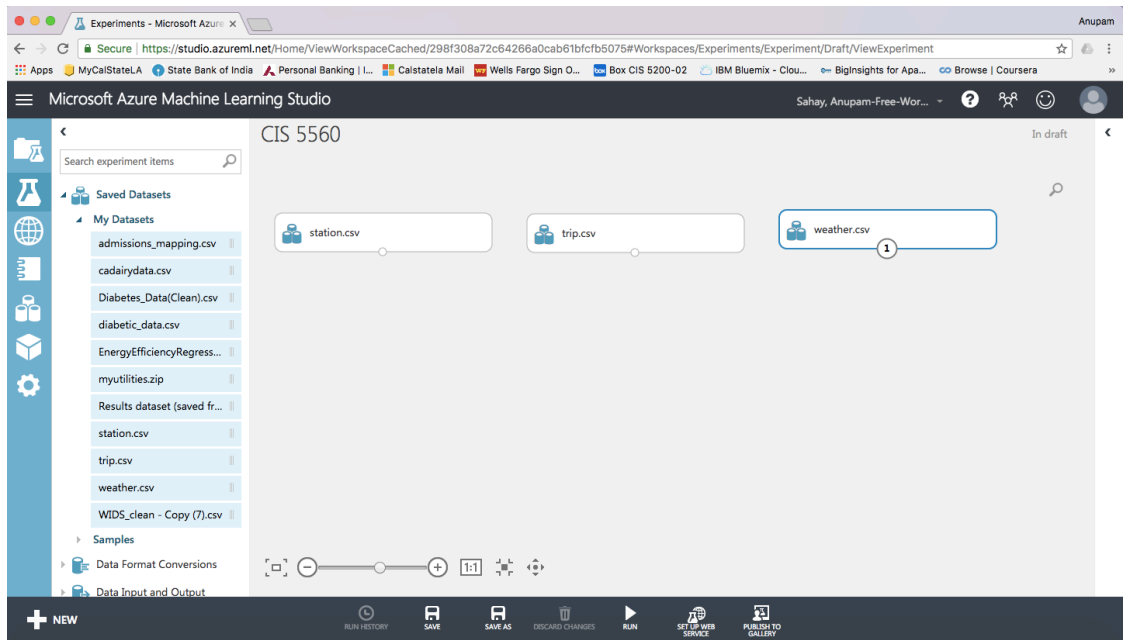 Experiments - Microsoft Azure
Anupam
Secure | https://studio.azureml.net/Home/ViewWorkspaceCached/298f308a72c64266a0cab61bfcfb5075#Workspaces/Experiments/Experiment/Draft/ViewExperiment
Apps MyCalStateLA State Bank of India Personal Banking | I... Calstatela Mail Wells Fargo Sign O... Box CIS 5200-02 IBM Bluemix - Clou... BigInsights for Apa... Browse | Coursera »
Microsoft Azure Machine Learning Studio
Sahay, Anupam-Free-Wor...
Search experiment items
CIS 5560
In draft
Saved Datasets
My Datasets
admissions_mapping.csv
cadairydata.csv
Diabetes_Data(Clean).csv
diabetic_data.csv
EnergyEfficiencyRegress...
myutilities.zip
Results dataset (saved fr...
station.csv
trip.csv
weather.csv
WIDS_clean - Copy (7).csv
Samples
Data Format Conversions
Data Input and Output
station.csv
trip.csv
weather.csv
1
1:1
NEW
RUN HISTORY
SAVE
SAVE AS
DISCARD CHANGES
RUN
SET UP WEB SERVICE
PUBLISH TO GALLERY